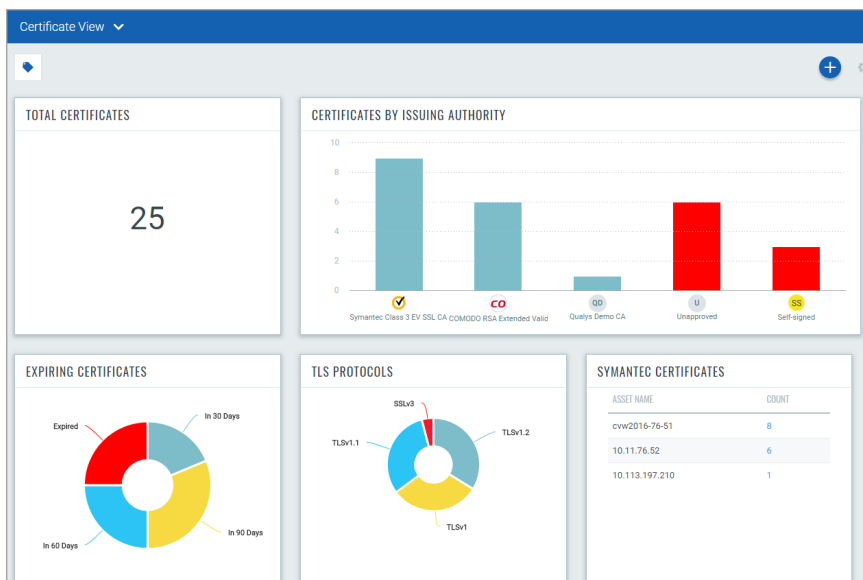 Certificate View
TOTAL CERTIFICATES
25
CERTIFICATES BY ISSUING AUTHORITY
10
8
6
4
2
0
CO
QD
U
SS
Symantec Class 3 EV SSL CA
COMODO RSA Extended Valid
Qualys Demo CA
Unapproved
Self-signed
EXPIRING CERTIFICATES
Expired
In 30 Days
In 60 Days
In 90 Days
TLS PROTOCOLS
SSLv3
TLSv1.2
TLSv1.1
TLSv1
SYMANTEC CERTIFICATES
ASSET NAME COUNT
cvw2016-76-51 8
10.11.76.52 6
10.113.197.210 1